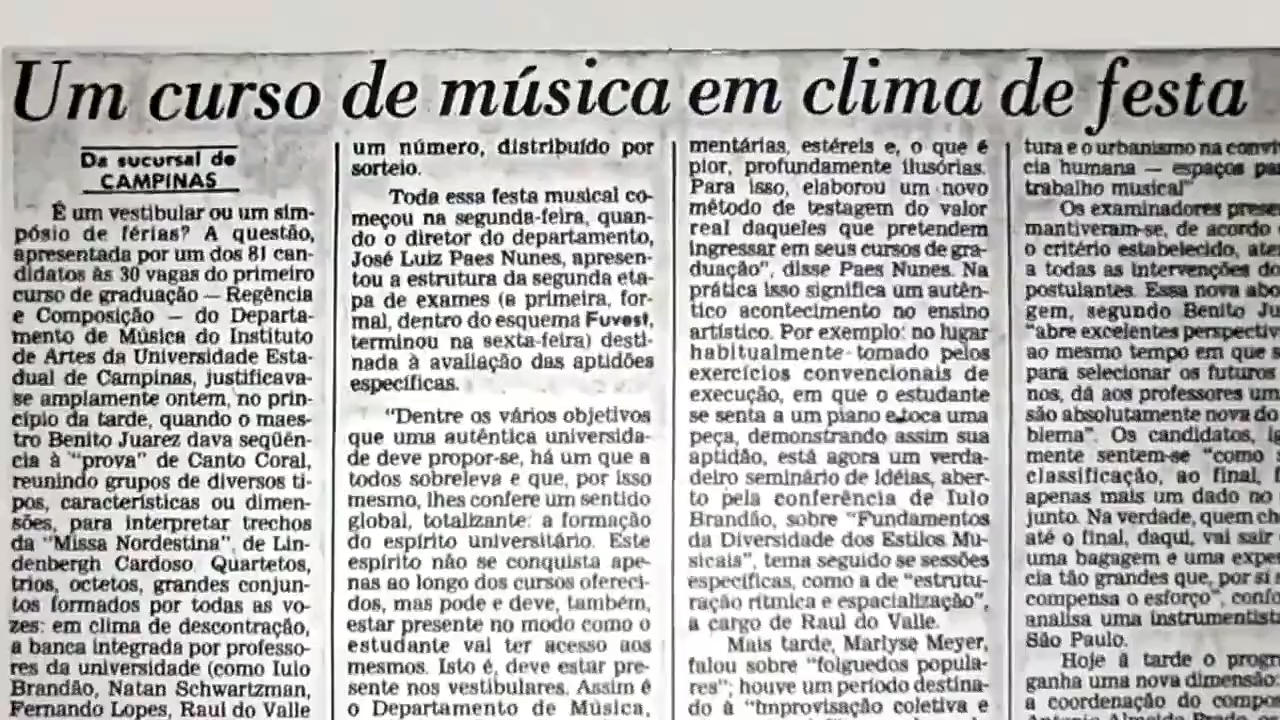 Um curso de música em clima de festa
Da sucursal de
CAMPINAS
É um vestibular ou um sim-
pósio de férias? A questão,
apresentada por um dos 81 can-
didatos às 30 vagas do primeiro
curso de graduação — Regência
e Composição — do Departa-
mento de Música do Instituto
de Artes da Universidade Esta-
dual de Campinas, justificava-
se amplamente ontem, no prin-
cípio da tarde, quando o maes-
tro Benito Juarez dava seqüên-
cia à "prova" de Canto Coral,
reunindo grupos de diversos ti-
pos, características ou dimen-
sões, para interpretar trechos
da "Missa Nordestina", de Lin-
denbergh Cardoso. Quartetos,
trios, octetos, grandes conjun-
tos formados por todas as vo-
zes: em clima de descontração,
a banca integrada por professo-
res da universidade (como Iulo
Brandão, Natan Schwartzman,
Fernando Lopes, Raul do Valle
um número, distribuído por
sorteio.
Toda essa festa musical co-
meçou na segunda-feira, quan-
do o diretor do departamento,
José Luiz Paes Nunes, apresen-
tou a estrutura da segunda eta-
pa de exames (a primeira, for-
mal, dentro do esquema Fuvest,
terminou na sexta-feira) desti-
nada à avaliação das aptidões
específicas.
"Dentre os vários objetivos
que uma autêntica universida-
de deve propor-se, há um que a
todos sobreleva e que, por isso
mesmo, lhes confere um sentido
global, totalizante: a formação
do espírito universitário. Este
espírito não se conquista ape-
nas ao longo dos cursos ofereci-
dos, mas pode e deve, também,
estar presente no modo como o
estudante vai ter acesso aos
mesmos. Isto é, deve estar pre-
sente nos vestibulares. Assim é
o Departamento de Música,
mentárias, estéreis e, o que é
pior, profundamente ilusórias.
Para isso, elaborou um novo
método de testagem do valor
real daqueles que pretendem
ingressar em seus cursos de gra-
duação", disse Paes Nunes. Na
prática isso significa um autên-
tico acontecimento no ensino
artístico. Por exemplo: no lugar
habitualmente tomado pelos
exercícios convencionais de
execução, em que o estudante
se senta a um piano e toca uma
peça, demonstrando assim sua
aptidão, está agora um verda-
deiro seminário de idéias, aber-
to pela conferência de Iulo
Brandão, sobre "Fundamentos
da Diversidade dos Estilos Mu-
sicais", tema seguido se sessões
específicas, como a de "estrutu-
ração rítmica e espacialização",
a cargo de Raul do Valle.
Mais tarde, Marlyse Meyer,
falou sobre "folguedos popula-
res"; houve um período destina-
do à "improvisação coletiva e
tura e o urbanismo na convi
cia humana — espaços pa
trabalho musical"
Os examinadores prese
mantiveram-se, de acordo
o critério estabelecido, ate
a todas as intervenções do
postulantes. Essa nova abo
gem, segundo Benito Ju
"abre excelentes perspectiv
ao mesmo tempo em que s
para selecionar os futuros
nos, dá aos professores um
são absolutamente nova do
blema". Os candidatos, i
mente sentem-se "como s
classificação, ao final,
apenas mais um dado no
junto. Na verdade, quem ch
até o final, daqui, vai sair
uma bagagem e uma expe
cia tão grandes que, por si
compensa o esforço", confo
analisa uma instrumentist
São Paulo.
Hoje à tarde o progr
ganha uma nova dimensão:
a coordenação do compos